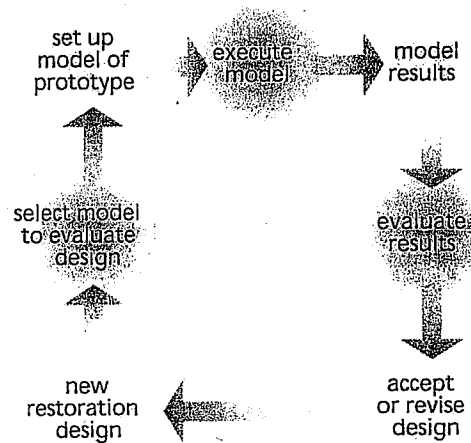 set up
model of
prototype
execute
model
model
results
select model
to evaluate
design
evaluate
results
new
restoration
design
accept
or revise
design